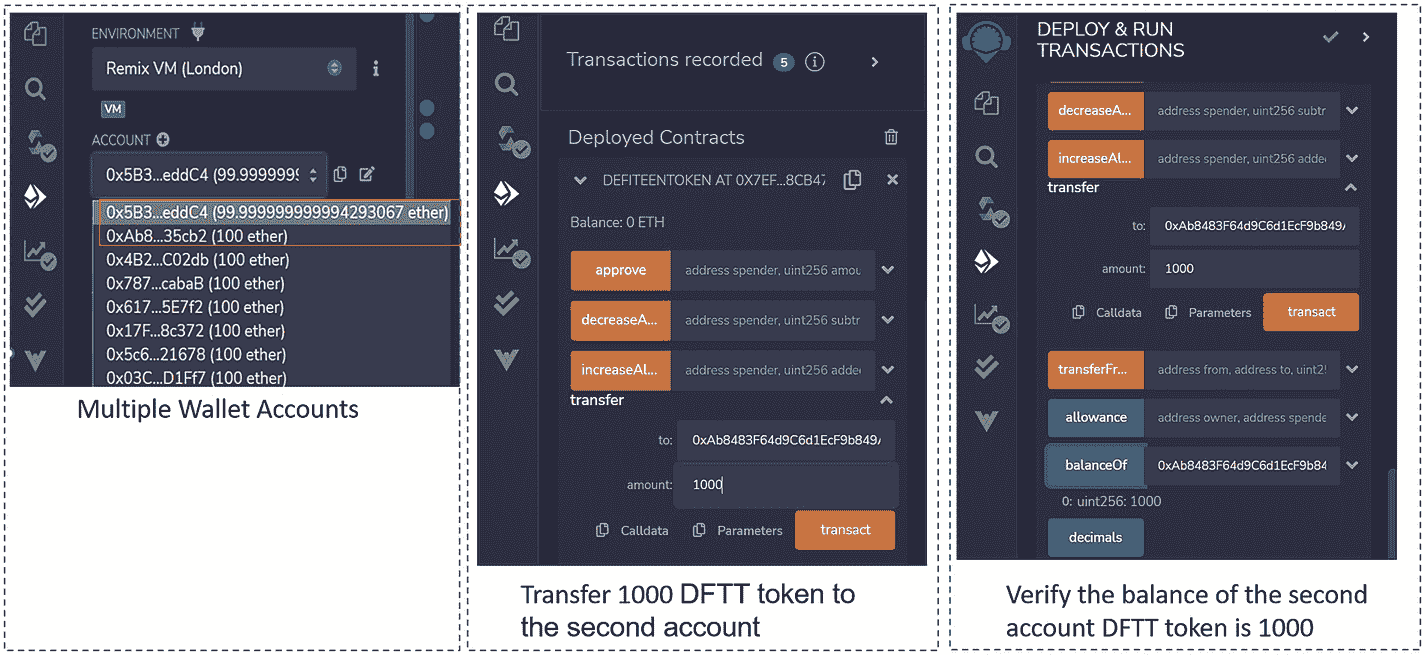 ENVIRONMENT
Remix VM (London)
VM
ACCOUNT
0x5B3...eddC4 (99.9999999
0x5B3...eddC4 (99.999999999994293067 ether)
0xAb8...35cb2 (100 ether)
0x4B2...C02db (100 ether)
0x787...cabaB (100 ether)
0x617...5E7f2 (100 ether)
0x17F...8c372 (100 ether)
0x5c6...21678 (100 ether)
0x03C...D1Ff7 (100 ether)
Multiple Wallet Accounts
Transactions recorded 5 i
Deployed Contracts
DEFITEENTOKEN AT 0X7EF...8CB47
Balance: 0 ETH
approve address spender, uint256 amou
decreaseA... address spender, uint256 subtr
increaseAl... address spender, uint256 added
transfer
to: 0xAb8483F64d9C6d1EcF9b849A
amount: 1000
Calldata Parameters transact
Transfer 1000 DFTT token to
the second account
DEPLOY & RUN
TRANSACTIONS
decreaseA... address spender, uint256 subtr
increaseAl... address spender, uint256 added
transfer
to: 0xAb8483F64d9C6d1EcF9b849A
amount: 1000
Calldata Parameters transact
transferFr... address from, address to, uint25
allowance address owner, address spende
balanceOf 0xAb8483F64d9C6d1EcF9b84
0: uint256: 1000
decimals
Verify the balance of the second
account DFTT token is 1000